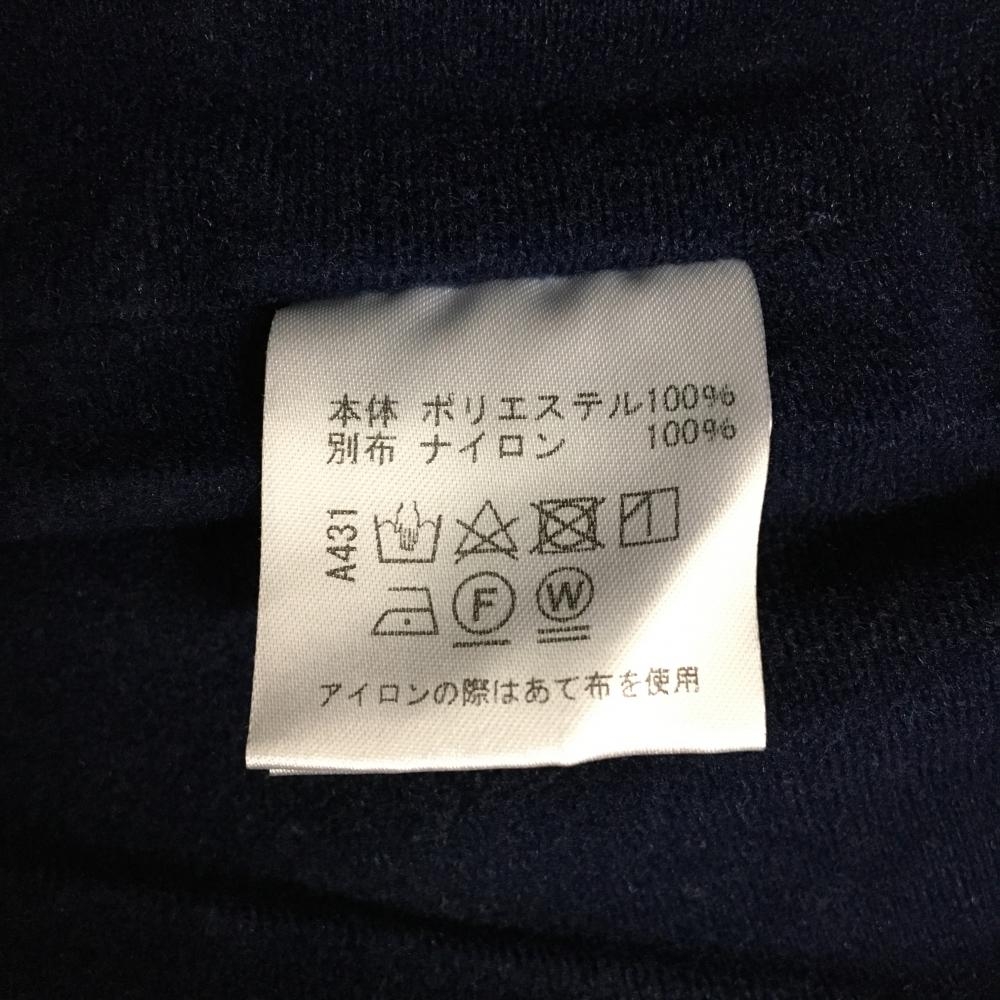 本体 ポリエステル100%
別布 ナイロン 100%
A431
F W
アイロンの際はあて布を使用